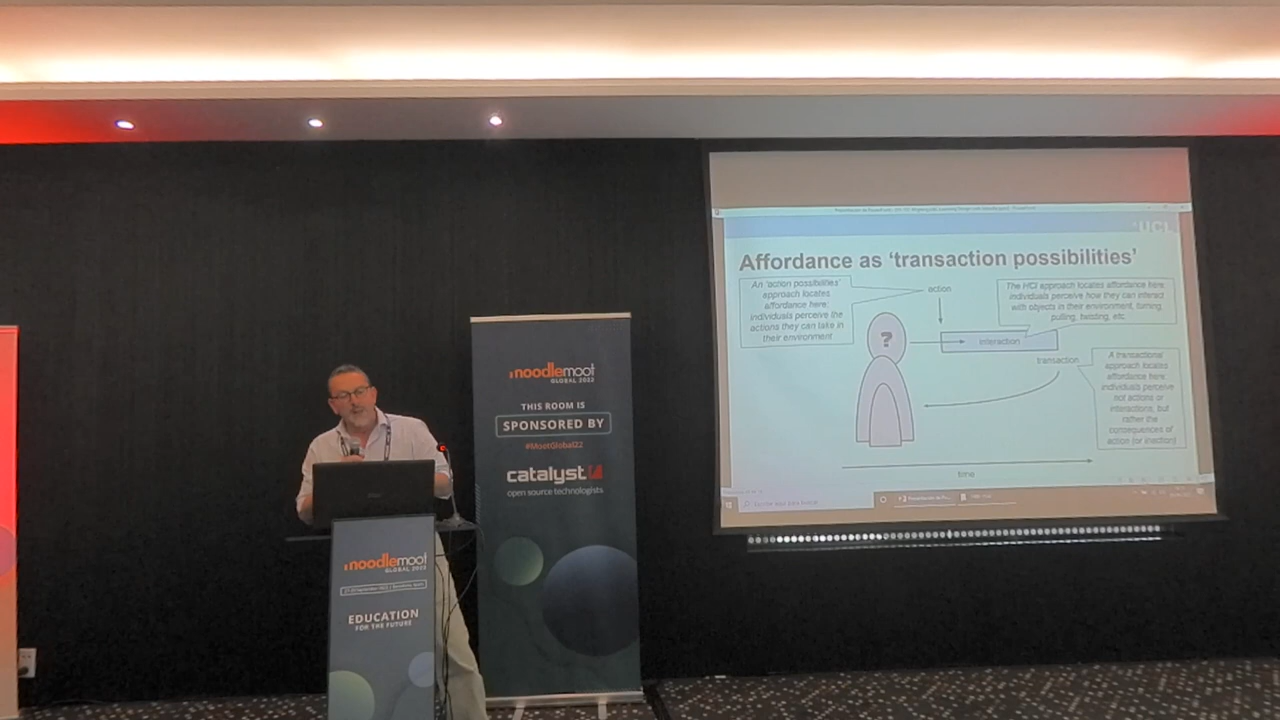 UCL
Affordance as 'transaction possibilities'
An 'action possibilities'
approach locates
affordance here:
individuals perceive the
actions they can take in
their environment
action
The HCI approach locates affordance here:
individuals perceive how they can interact
with objects in their environment, turning,
pulling, twisting, etc.
?
interaction
transaction
A transactional
approach locates
affordance here:
individuals perceive
not actions or
interactions, but
rather the
consequences of
action (or inaction)
time
noodlemoot
GLOBAL 2022
THIS ROOM IS
SPONSORED BY
#MootGlobal22
catalyst
open source technologists
noodlemoot
GLOBAL 2022
EDUCATION
FOR THE FUTURE